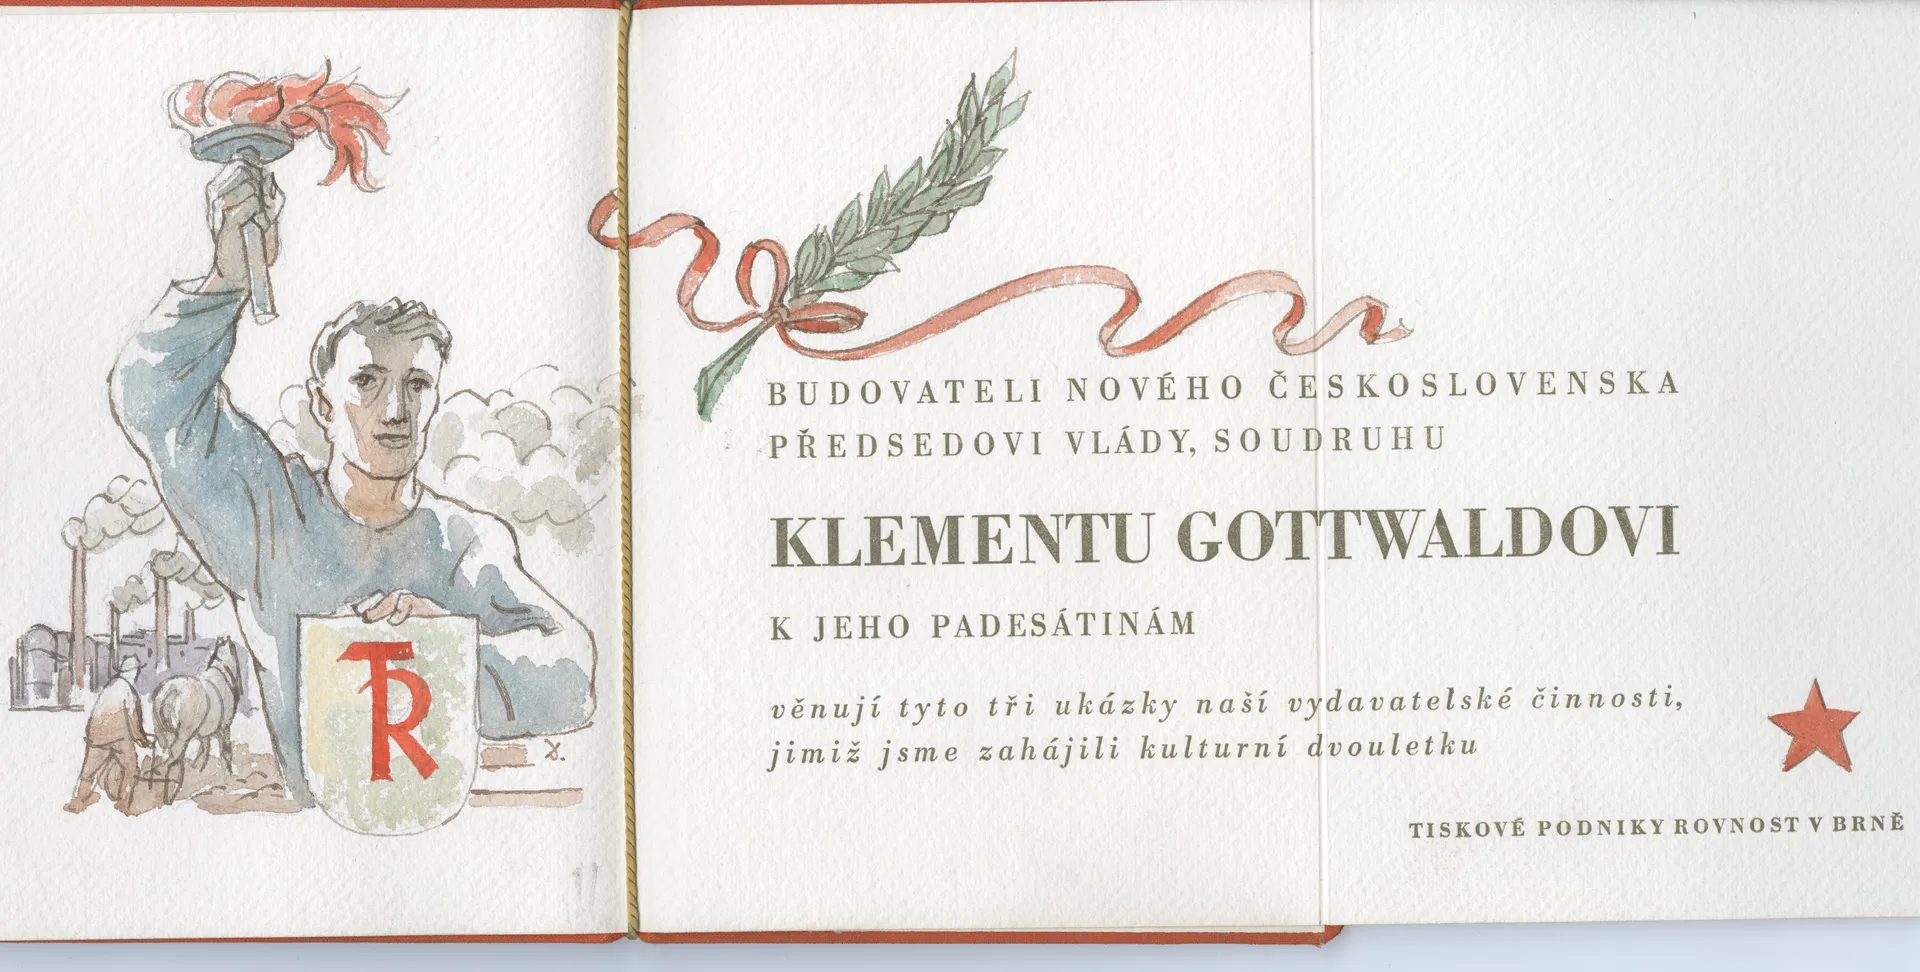 TR
BUDOVATELI NOVÉHO ČESKOSLOVENSKA
PŘEDSEDOVI VLÁDY, SOUDRUHU
KLEMENTU GOTTWALDOVI
K JEHO PADESÁTINÁM
věnují tyto tři ukázky naší vydavatelské činnosti,
jimiž jsme zahájili kulturní dvouletku
TISKOVÉ PODNIKY ROVNOST V BRNĚ